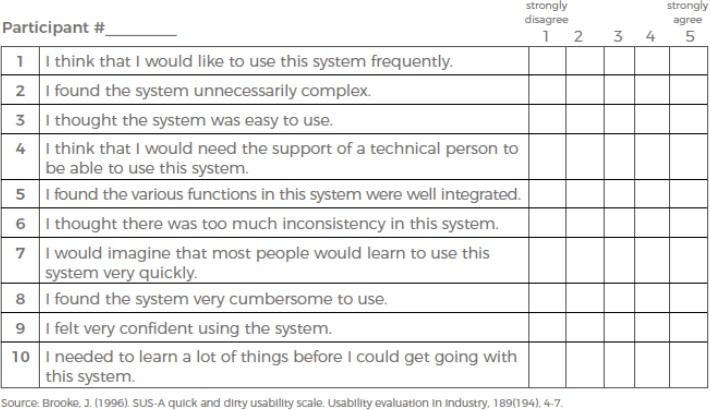 strongly disagree
strongly agree
Participant #_________
1 2 3 4 5
1 I think that I would like to use this system frequently.
2 I found the system unnecessarily complex.
3 I thought the system was easy to use.
4 I think that I would need the support of a technical person to
be able to use this system.
5 I found the various functions in this system were well integrated.
6 I thought there was too much inconsistency in this system.
7 I would imagine that most people would learn to use this
system very quickly.
8 I found the system very cumbersome to use.
9 I felt very confident using the system.
10 I needed to learn a lot of things before I could get going with
this system.
Source: Brooke, J. (1996). SUS-A quick and dirty usability scale. Usability evaluation in industry, 189(194), 4-7.